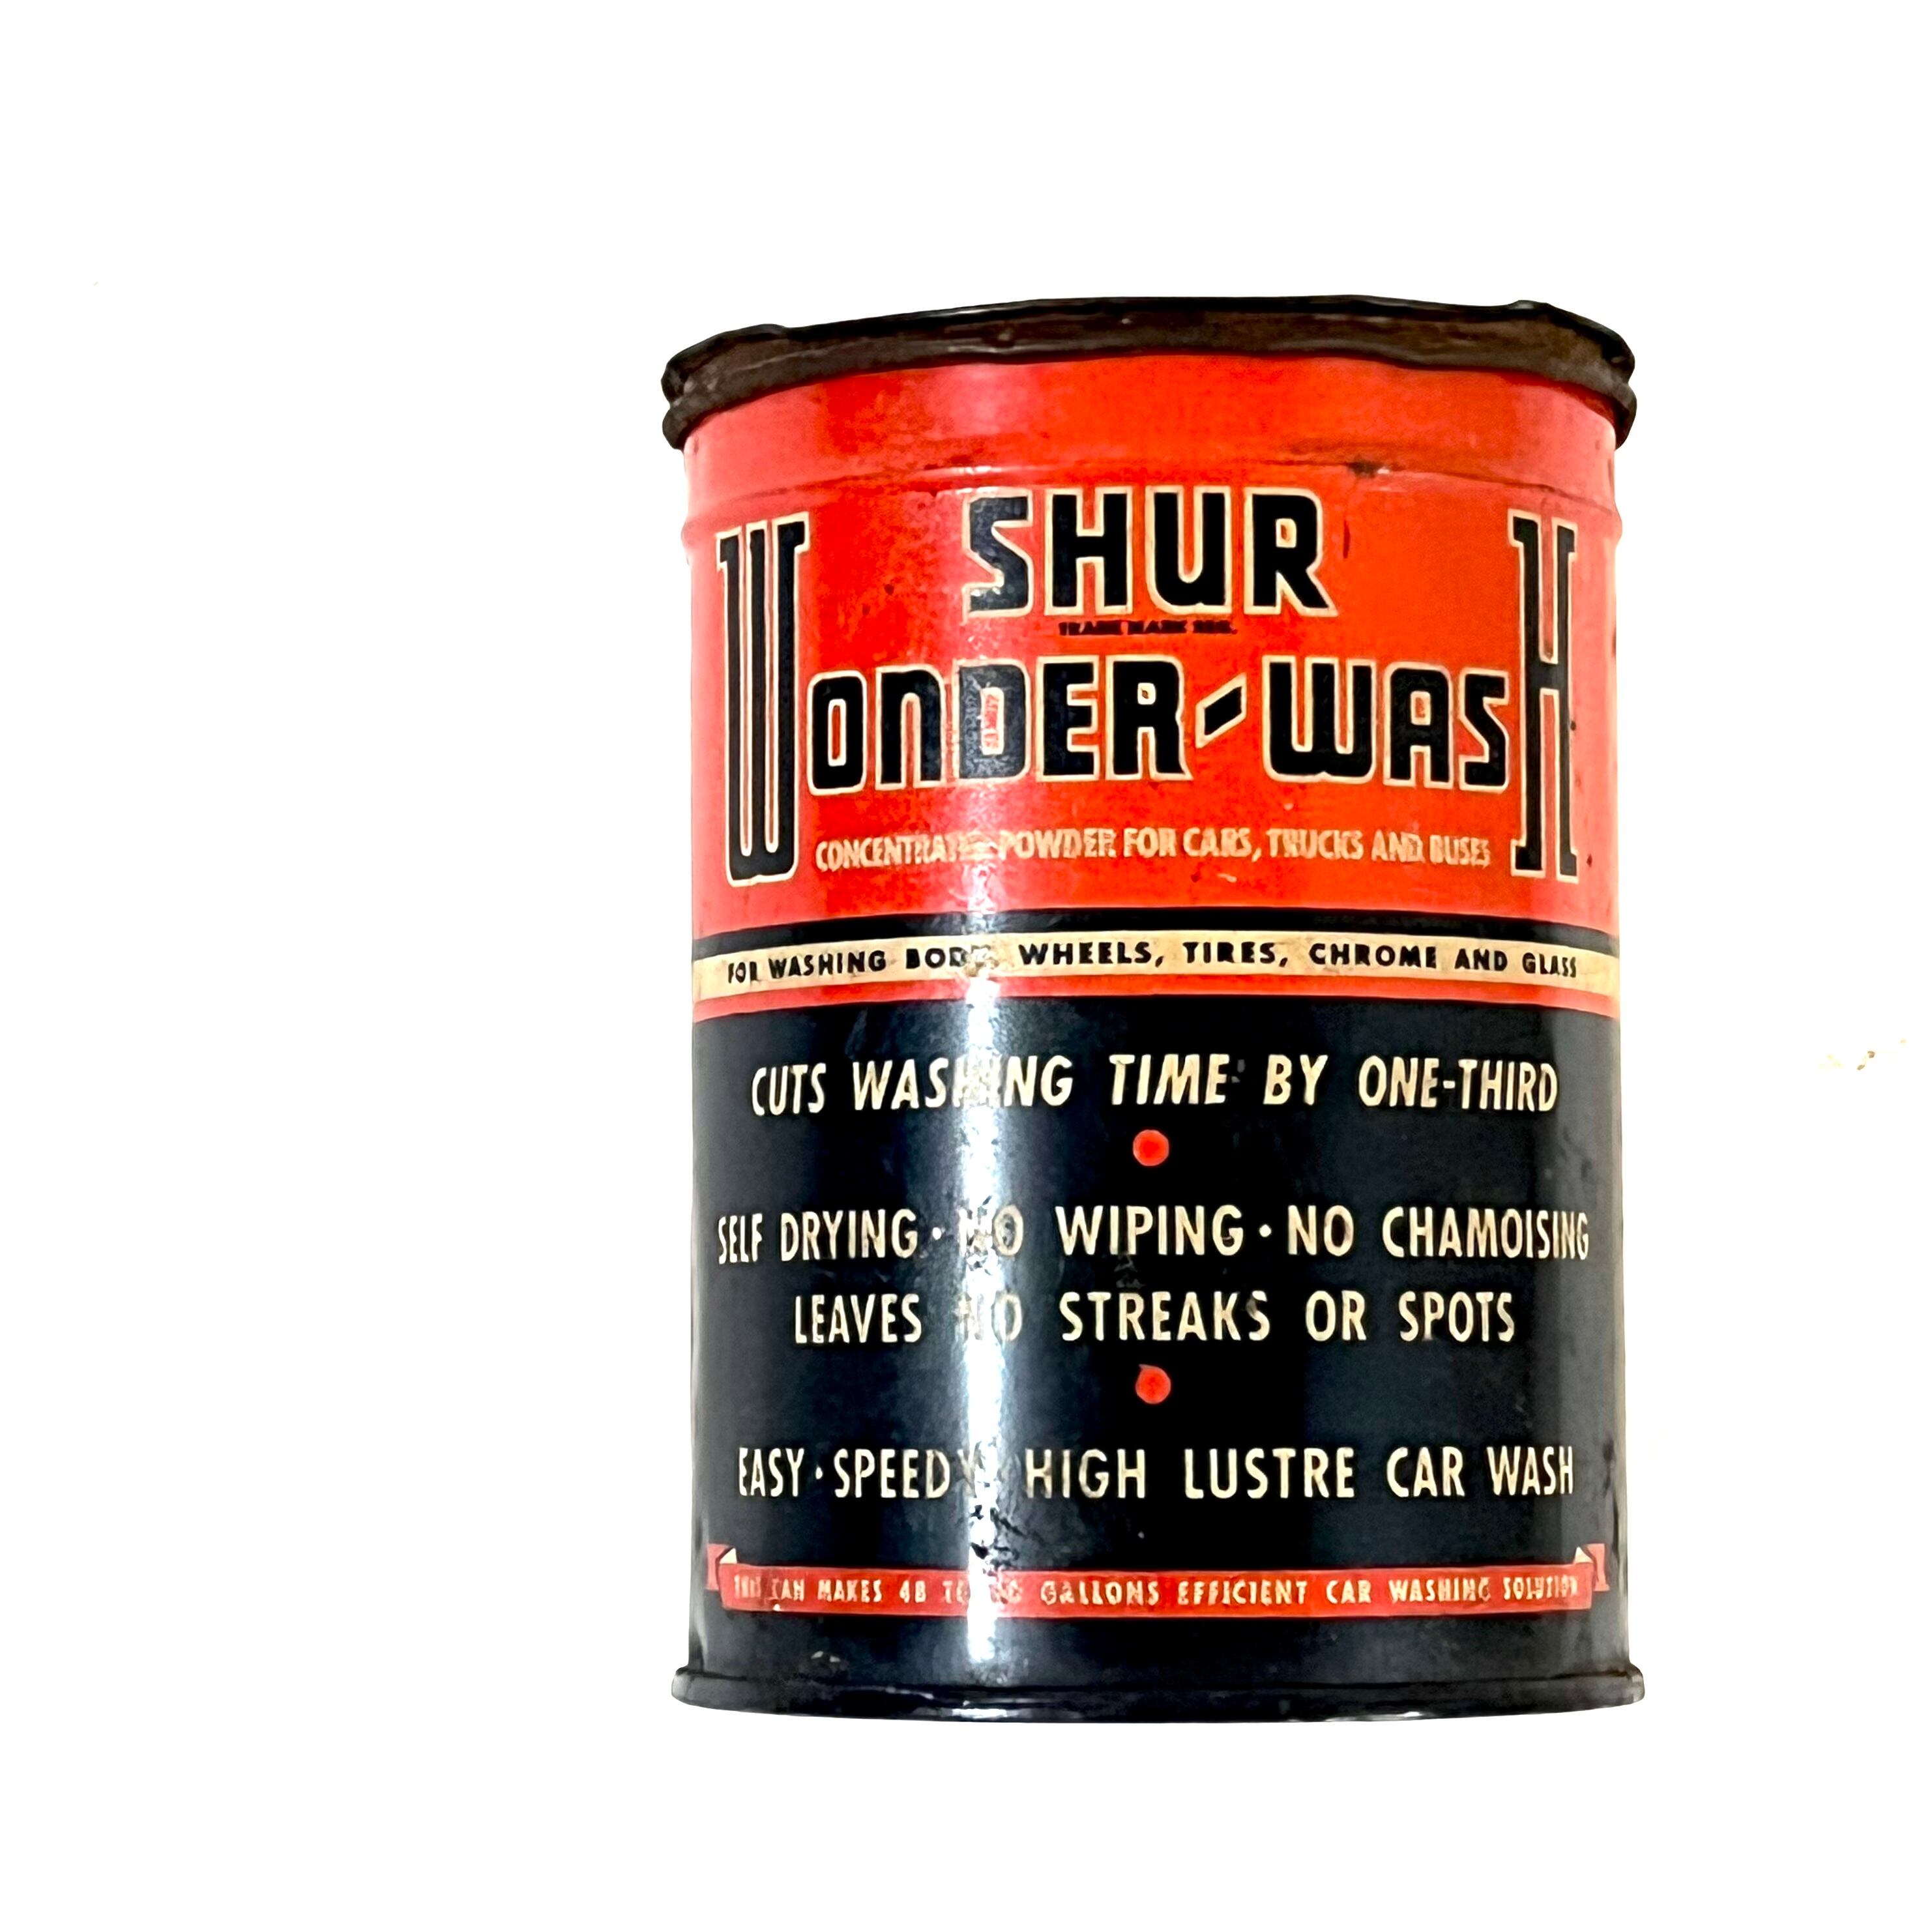 SHUR
TRADE MARK REG.
WONDER-WASH
CONCENTRATED POWDER FOR CARS, TRUCKS AND BUSES
FOR WASHING BODY, WHEELS, TIRES, CHROME AND GLASS
CUTS WASHING TIME BY ONE-THIRD
SELF DRYING · NO WIPING · NO CHAMOISING
LEAVES NO STREAKS OR SPOTS
EASY · SPEEDY HIGH LUSTRE CAR WASH
THIS CAN MAKES 48 TO GALLONS EFFICIENT CAR WASHING SOLUTION